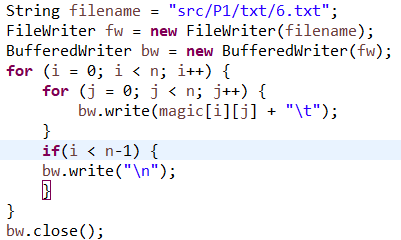 String filename = "src/P1/txt/6.txt";
FileWriter fw = new FileWriter(filename);
BufferedWriter bw = new BufferedWriter(fw);
for (i = 0; i < n; i++) {
    for (j = 0; j < n; j++) {
        bw.write(magic[i][j] + "\t");
    }
    if(i < n-1) {
    bw.write("\n");
    }
}
bw.close();